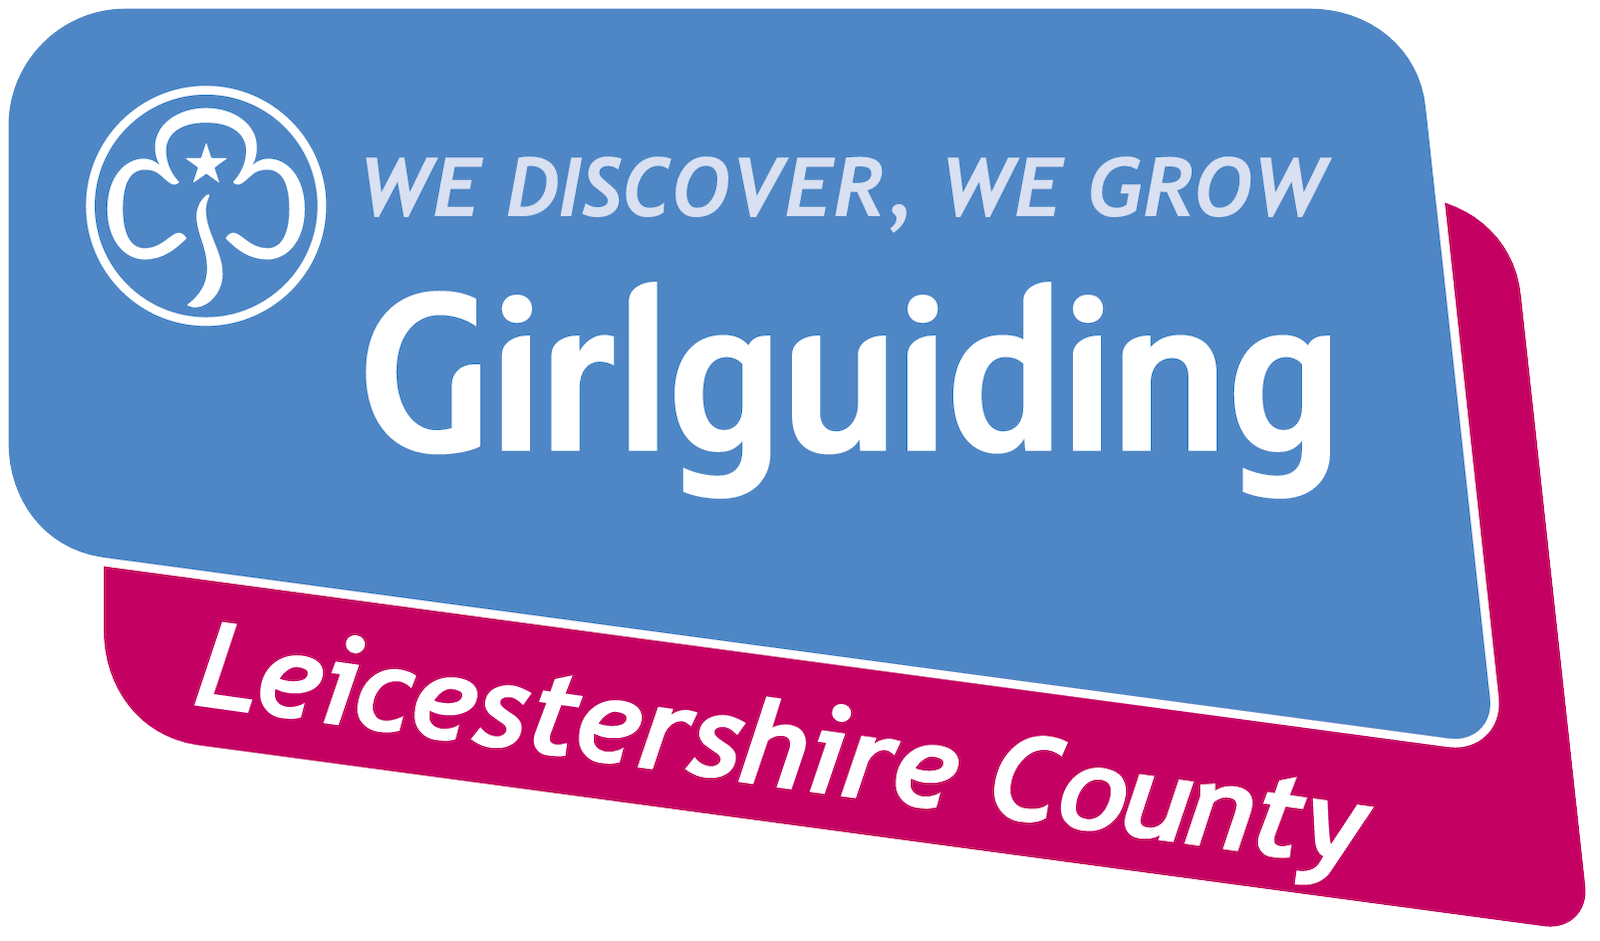 WE DISCOVER, WE GROW
Girlguiding
Leicestershire County